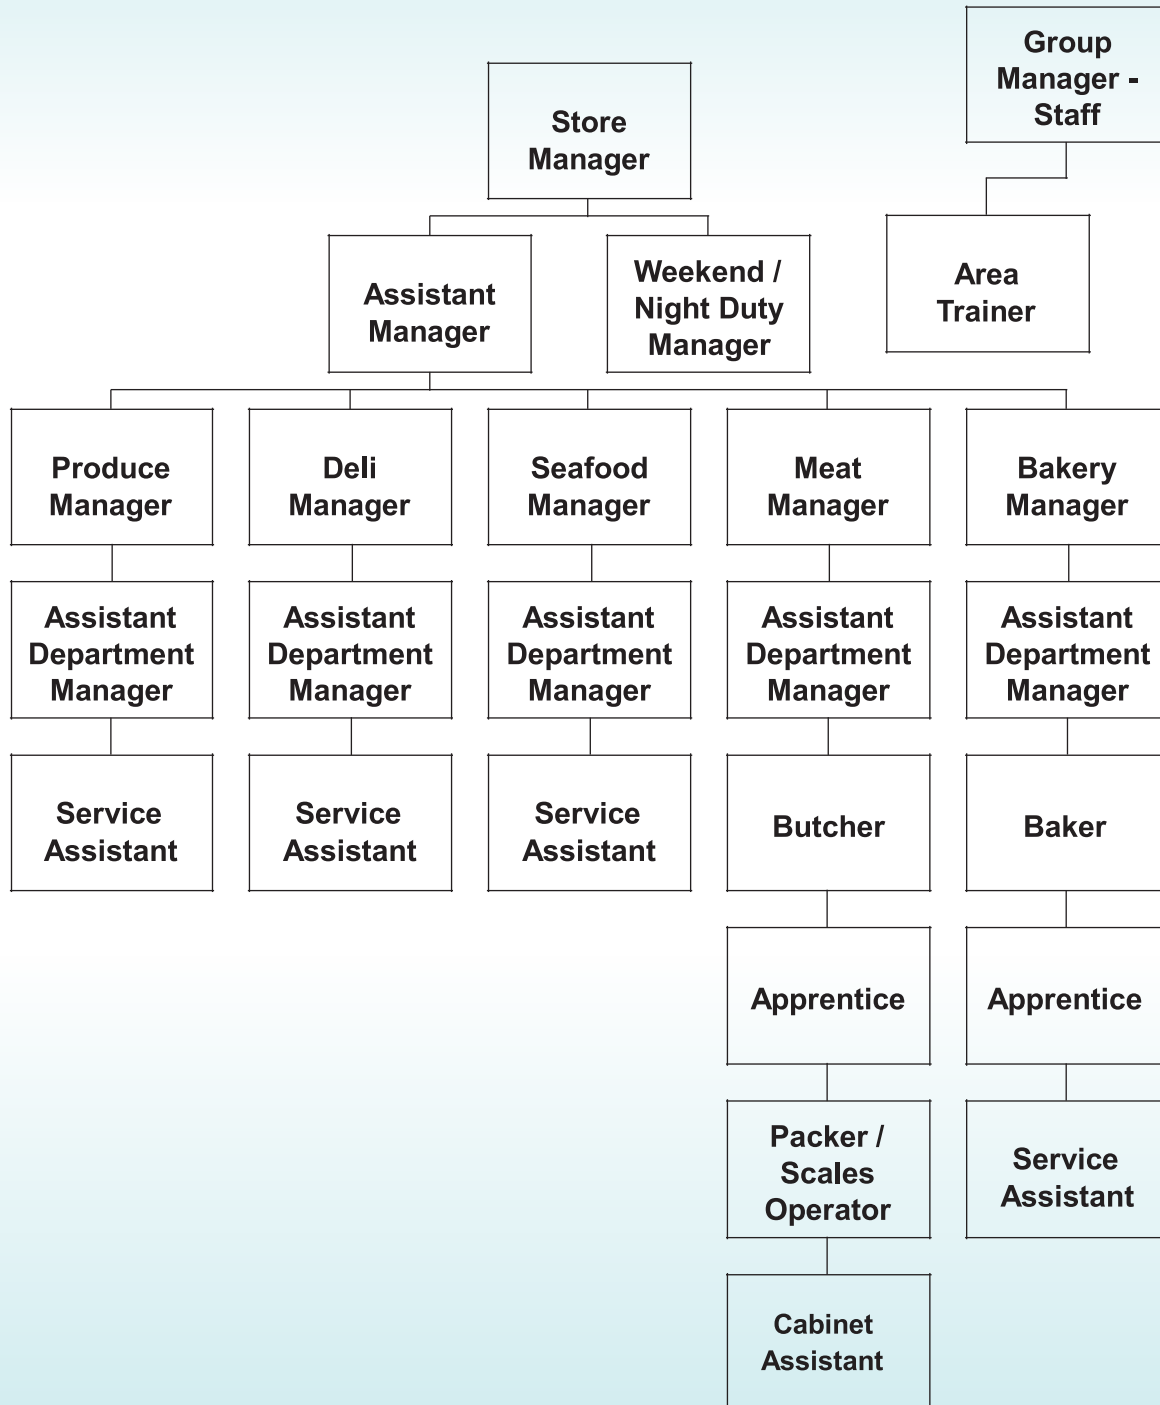 Group
Manager -
Staff
Store
Manager
Assistant
Manager
Weekend /
Night Duty
Manager
Area
Trainer
Produce
Manager
Deli
Manager
Seafood
Manager
Meat
Manager
Bakery
Manager
Assistant
Department
Manager
Assistant
Department
Manager
Assistant
Department
Manager
Assistant
Department
Manager
Assistant
Department
Manager
Service
Assistant
Service
Assistant
Service
Assistant
Butcher
Baker
Apprentice
Apprentice
Packer /
Scales
Operator
Service
Assistant
Cabinet
Assistant